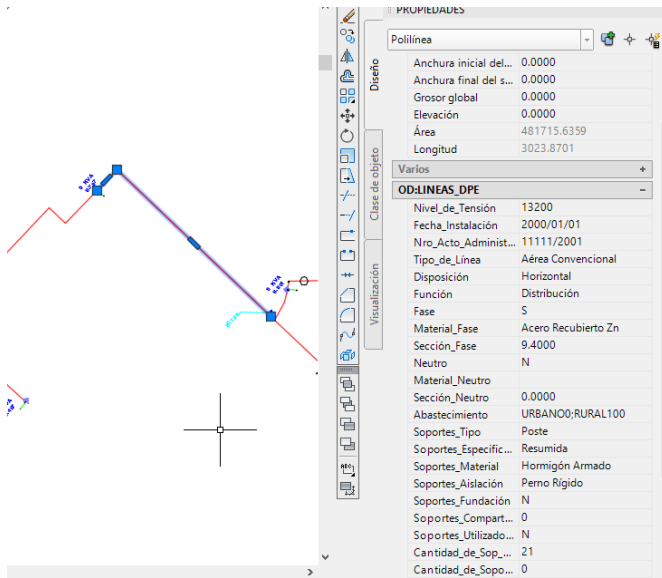 PROPIEDADES
Polilínea
Diseño
Clase de objeto
Visualización
Anchura inicial del... 0.0000
Anchura final del s... 0.0000
Grosor global 0.0000
Elevación 0.0000
Área 481715.6359
Longitud 3023.8701
Varios
OD:LINEAS_DPE
Nivel_de_Tensión 13200
Fecha_Instalación 2000/01/01
Nro_Acto_Administ... 11111/2001
Tipo_de_Línea Aérea Convencional
Disposición Horizontal
Función Distribución
Fase S
Material_Fase Acero Recubierto Zn
Sección_Fase 9.4000
Neutro N
Material_Neutro
Sección_Neutro 0.0000
Abastecimiento URBANO0;RURAL100
Soportes_Tipo Poste
Soportes_Especific... Resumida
Soportes_Material Hormigón Armado
Soportes_Aislación Perno Rígido
Soportes_Fundación N
Soportes_Compart... 0
Soportes_Utilizado... N
Cantidad_de_Sop_... 21
Cantidad_de_Sopo... 0